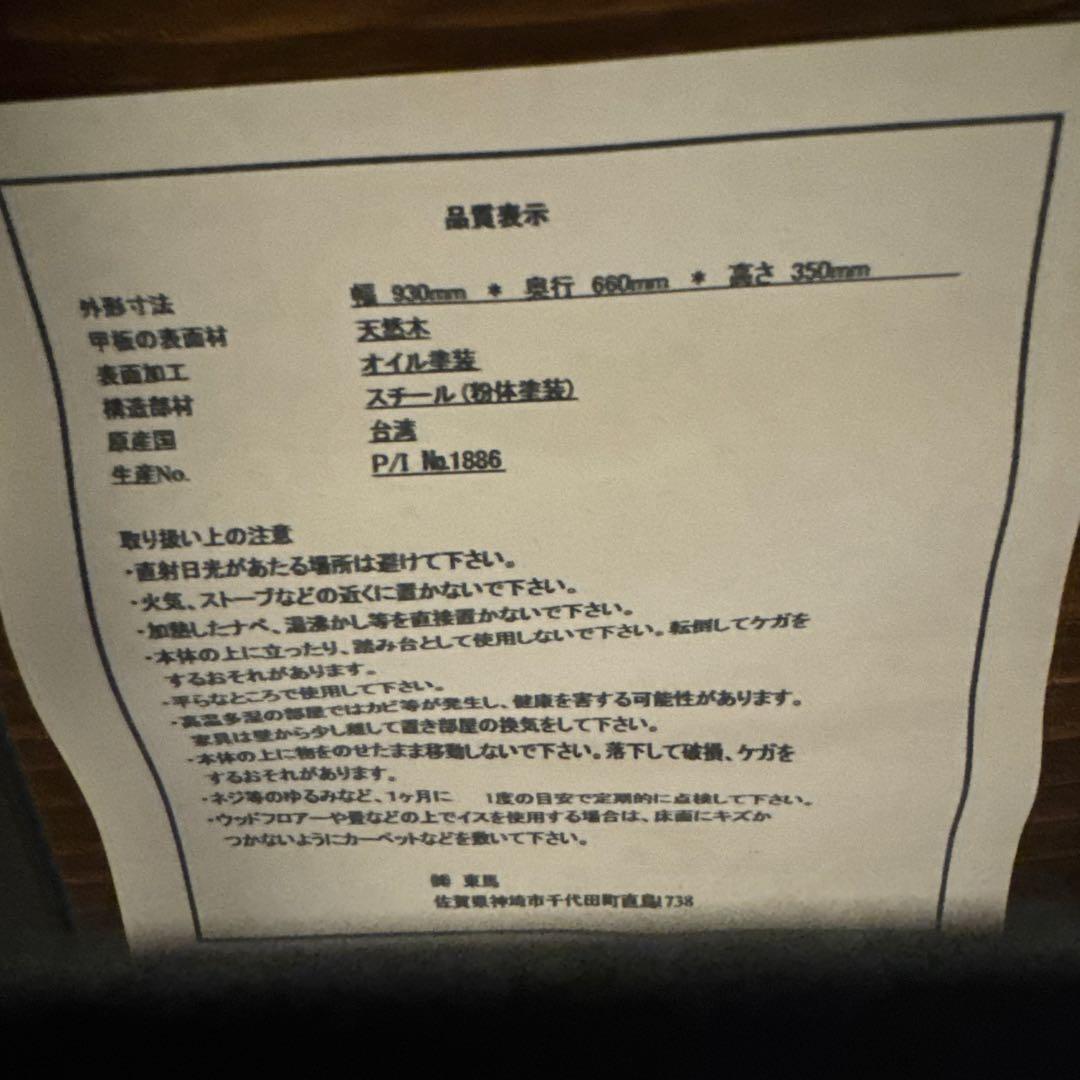 品質表示
外形寸法 幅 930mm * 奥行 660mm * 高さ 350mm
甲板の表面材 天然木
表面加工 オイル塗装
構造部材 スチール(粉体塗装)
原産国 台湾
生産No. P/I №1886
取り扱い上の注意
・直射日光があたる場所は避けて下さい。
・火気、ストーブなどの近くに置かないで下さい。
・加熱したナベ、湯沸かし等を直接置かないで下さい。
・本体の上に立ったり、踏み台として使用しないで下さい。転倒してケガを
するおそれがあります。
・平らなところで使用して下さい。
・高温多湿の部屋ではカビ等が発生し、健康を害する可能性があります。
家具は壁から少し離して置き部屋の換気をして下さい。
・本体の上に物をのせたまま移動しないで下さい。落下して破損、ケガを
するおそれがあります。
・ネジ等のゆるみなど、1ヶ月に 1度の目安で定期的に点検して下さい。
・ウッドフロアーや畳などの上でイスを使用する場合は、床面にキズか
つかないようにカーペットなどを敷いて下さい。
㈱ 東馬
佐賀県神埼市千代田町直鳥1738